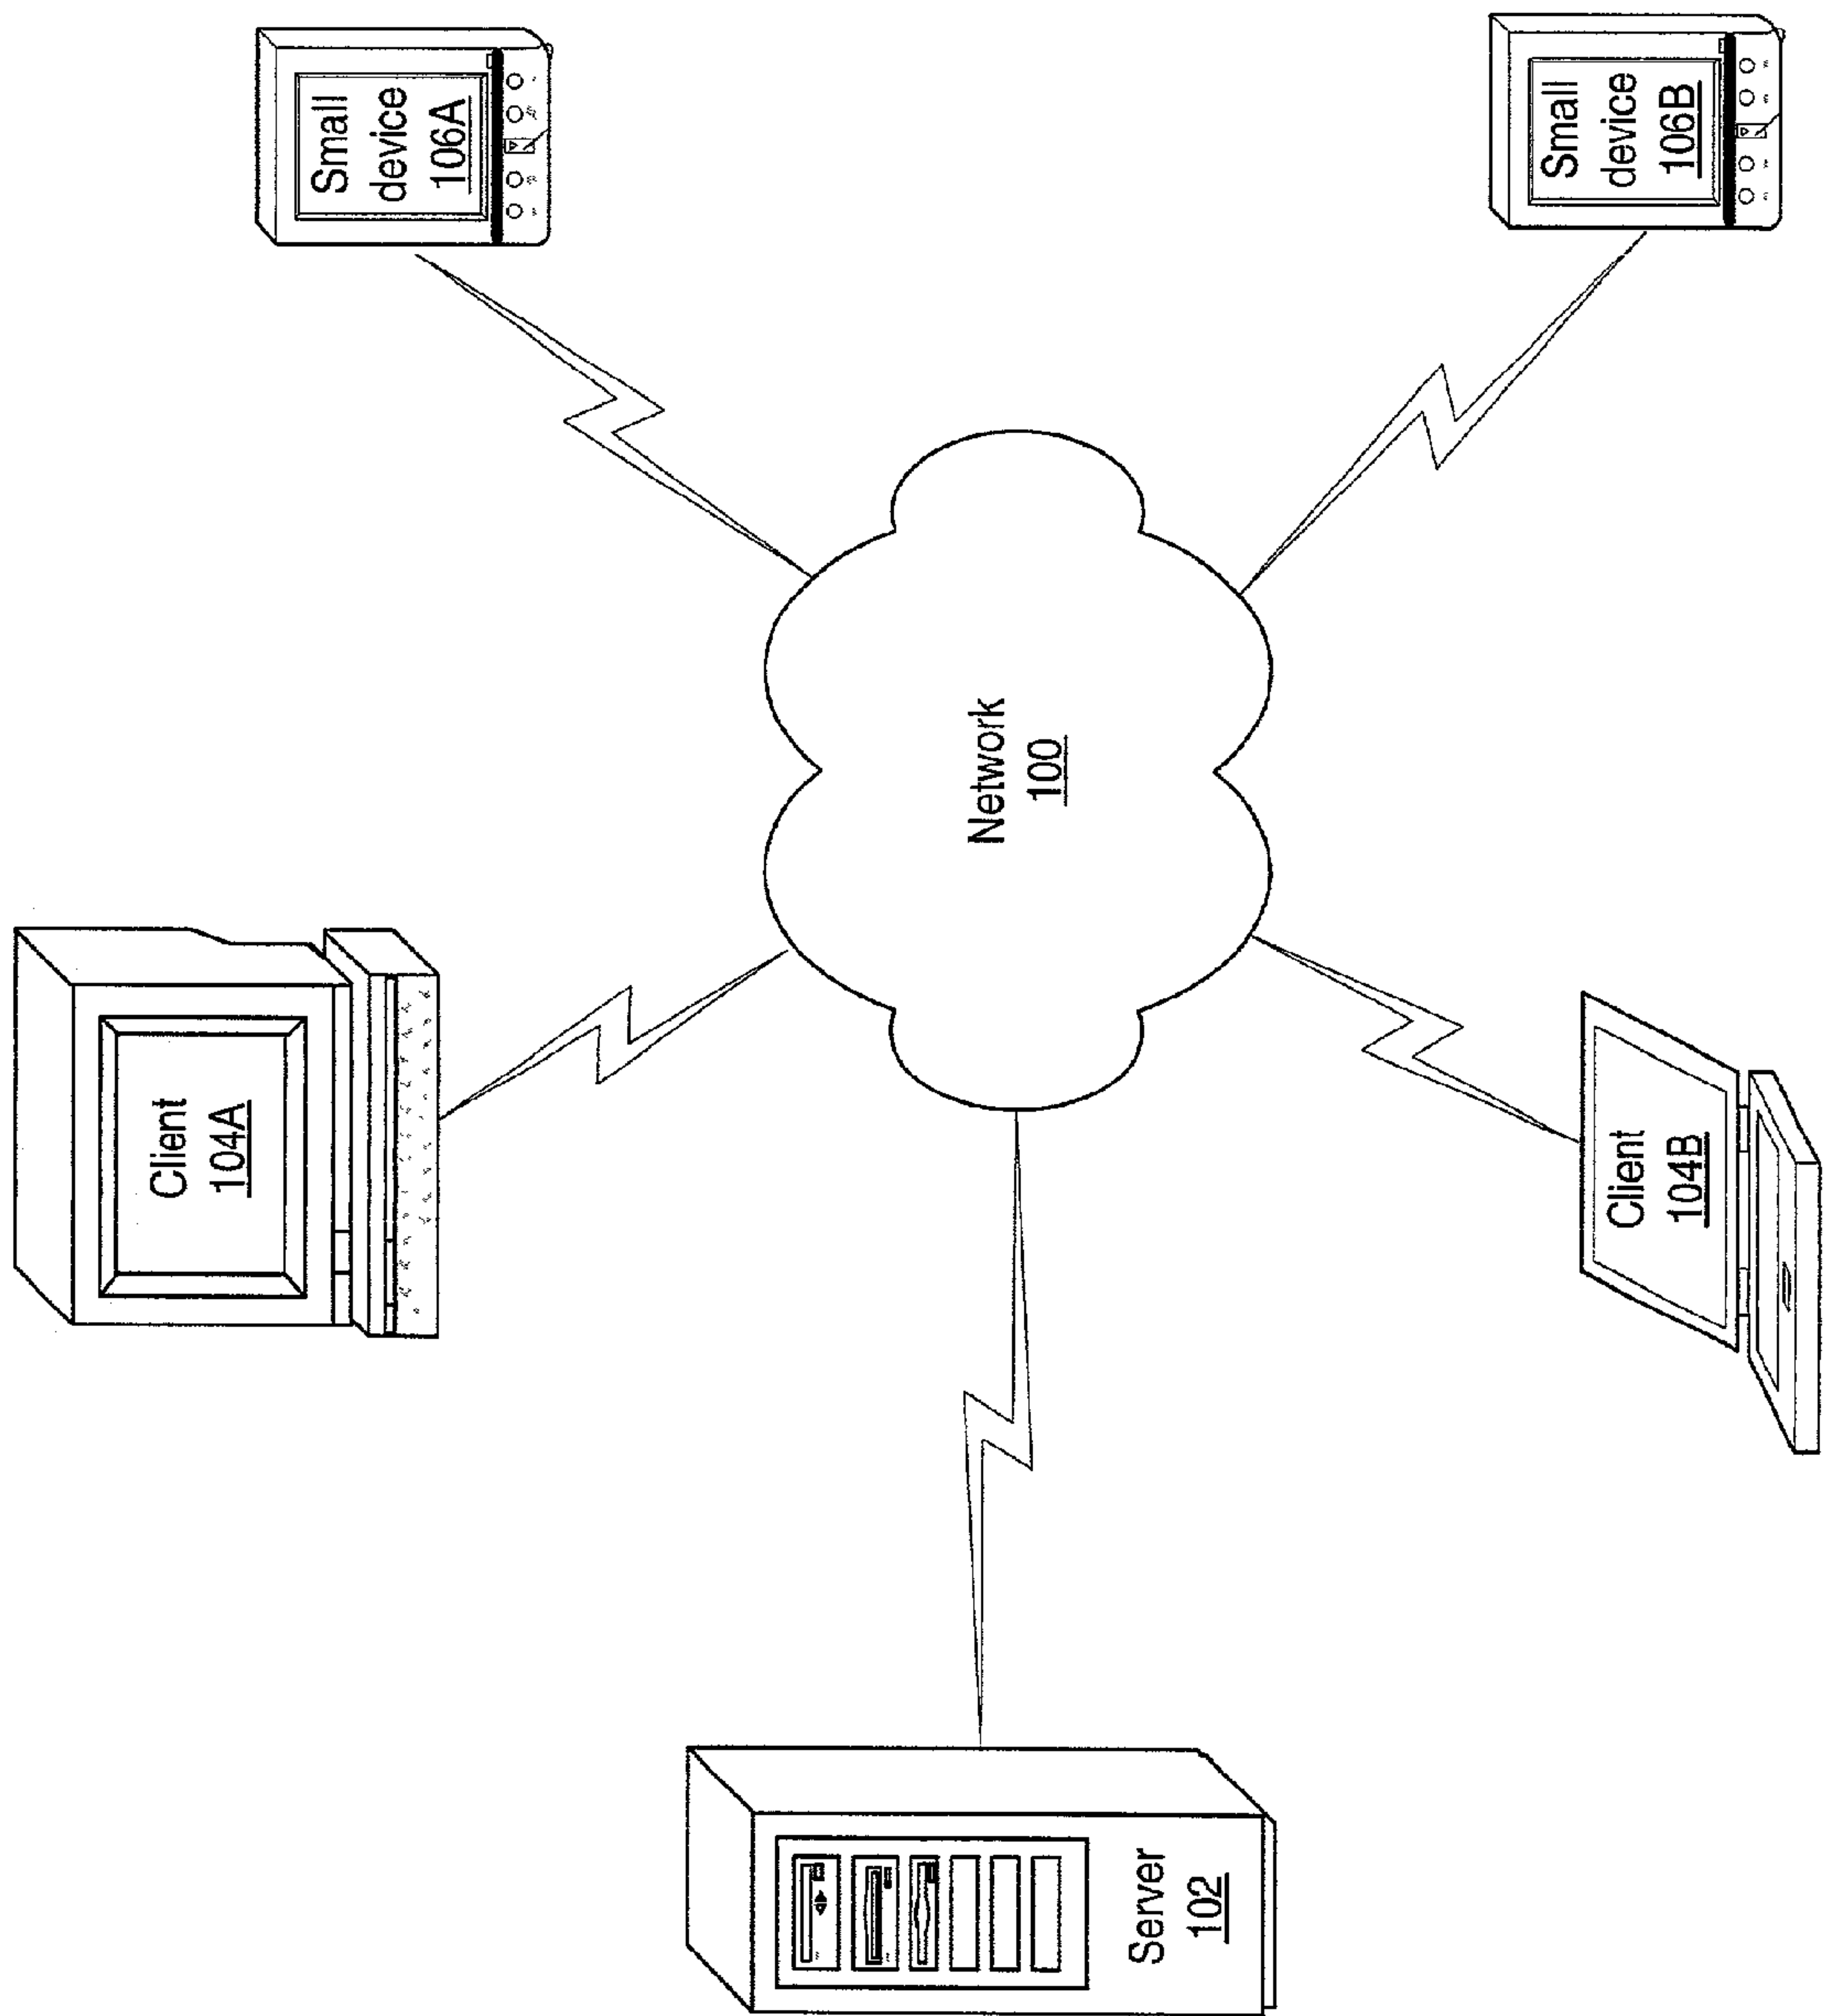 Client
104A
Small
device
106A
Server
102
Network
100
Client
104B
Small
device
106B